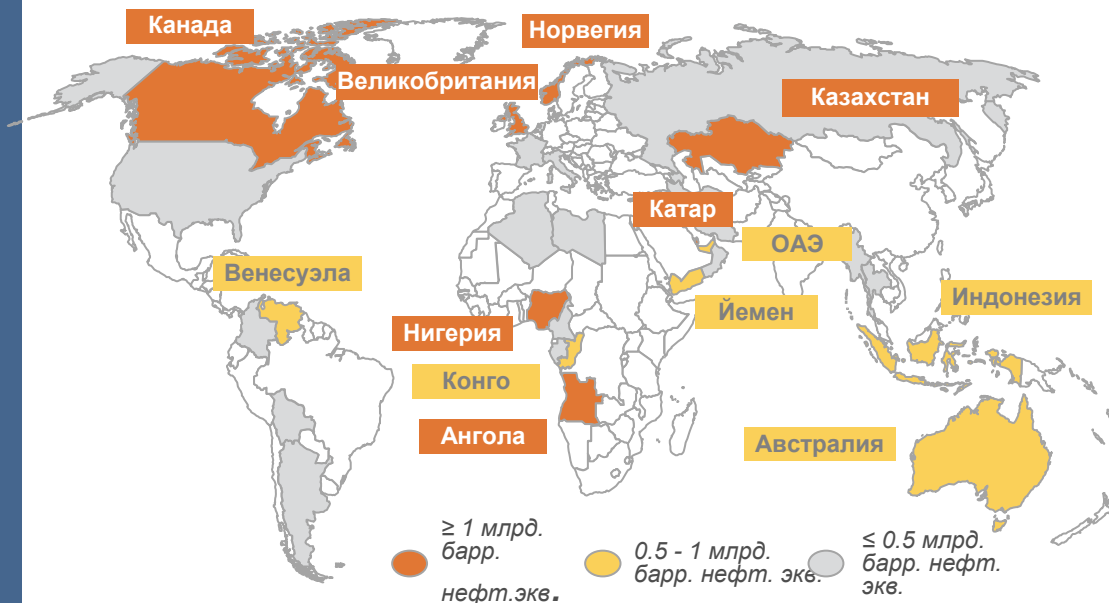 Канада
Норвегия
Великобритания
Казахстан
Катар
ОАЭ
Венесуэла
Йемен
Индонезия
Нигерия
Конго
Ангола
Австралия
≥ 1 млрд.
барр.
нефт.экв.
0.5 - 1 млрд.
барр. нефт. экв.
≤ 0.5 млрд.
барр. нефт.
экв.